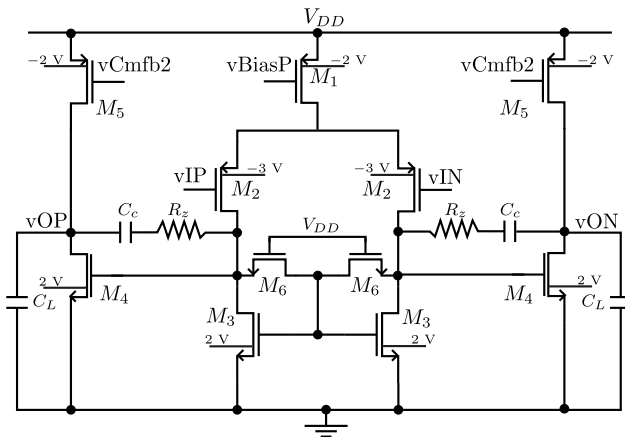 V_DD
−2 V
vCmfb2
M_5
vBiasP
−2 V
M_1
vCmfb2
−2 V
M_5
vIP
−3 V
M_2
−3 V
vIN
M_2
vOP
C_c
R_z
V_DD
R_z
C_c
vON
M_6
M_6
2 V
M_4
C_L
2 V
M_4
C_L
M_3
2 V
M_3
2 V